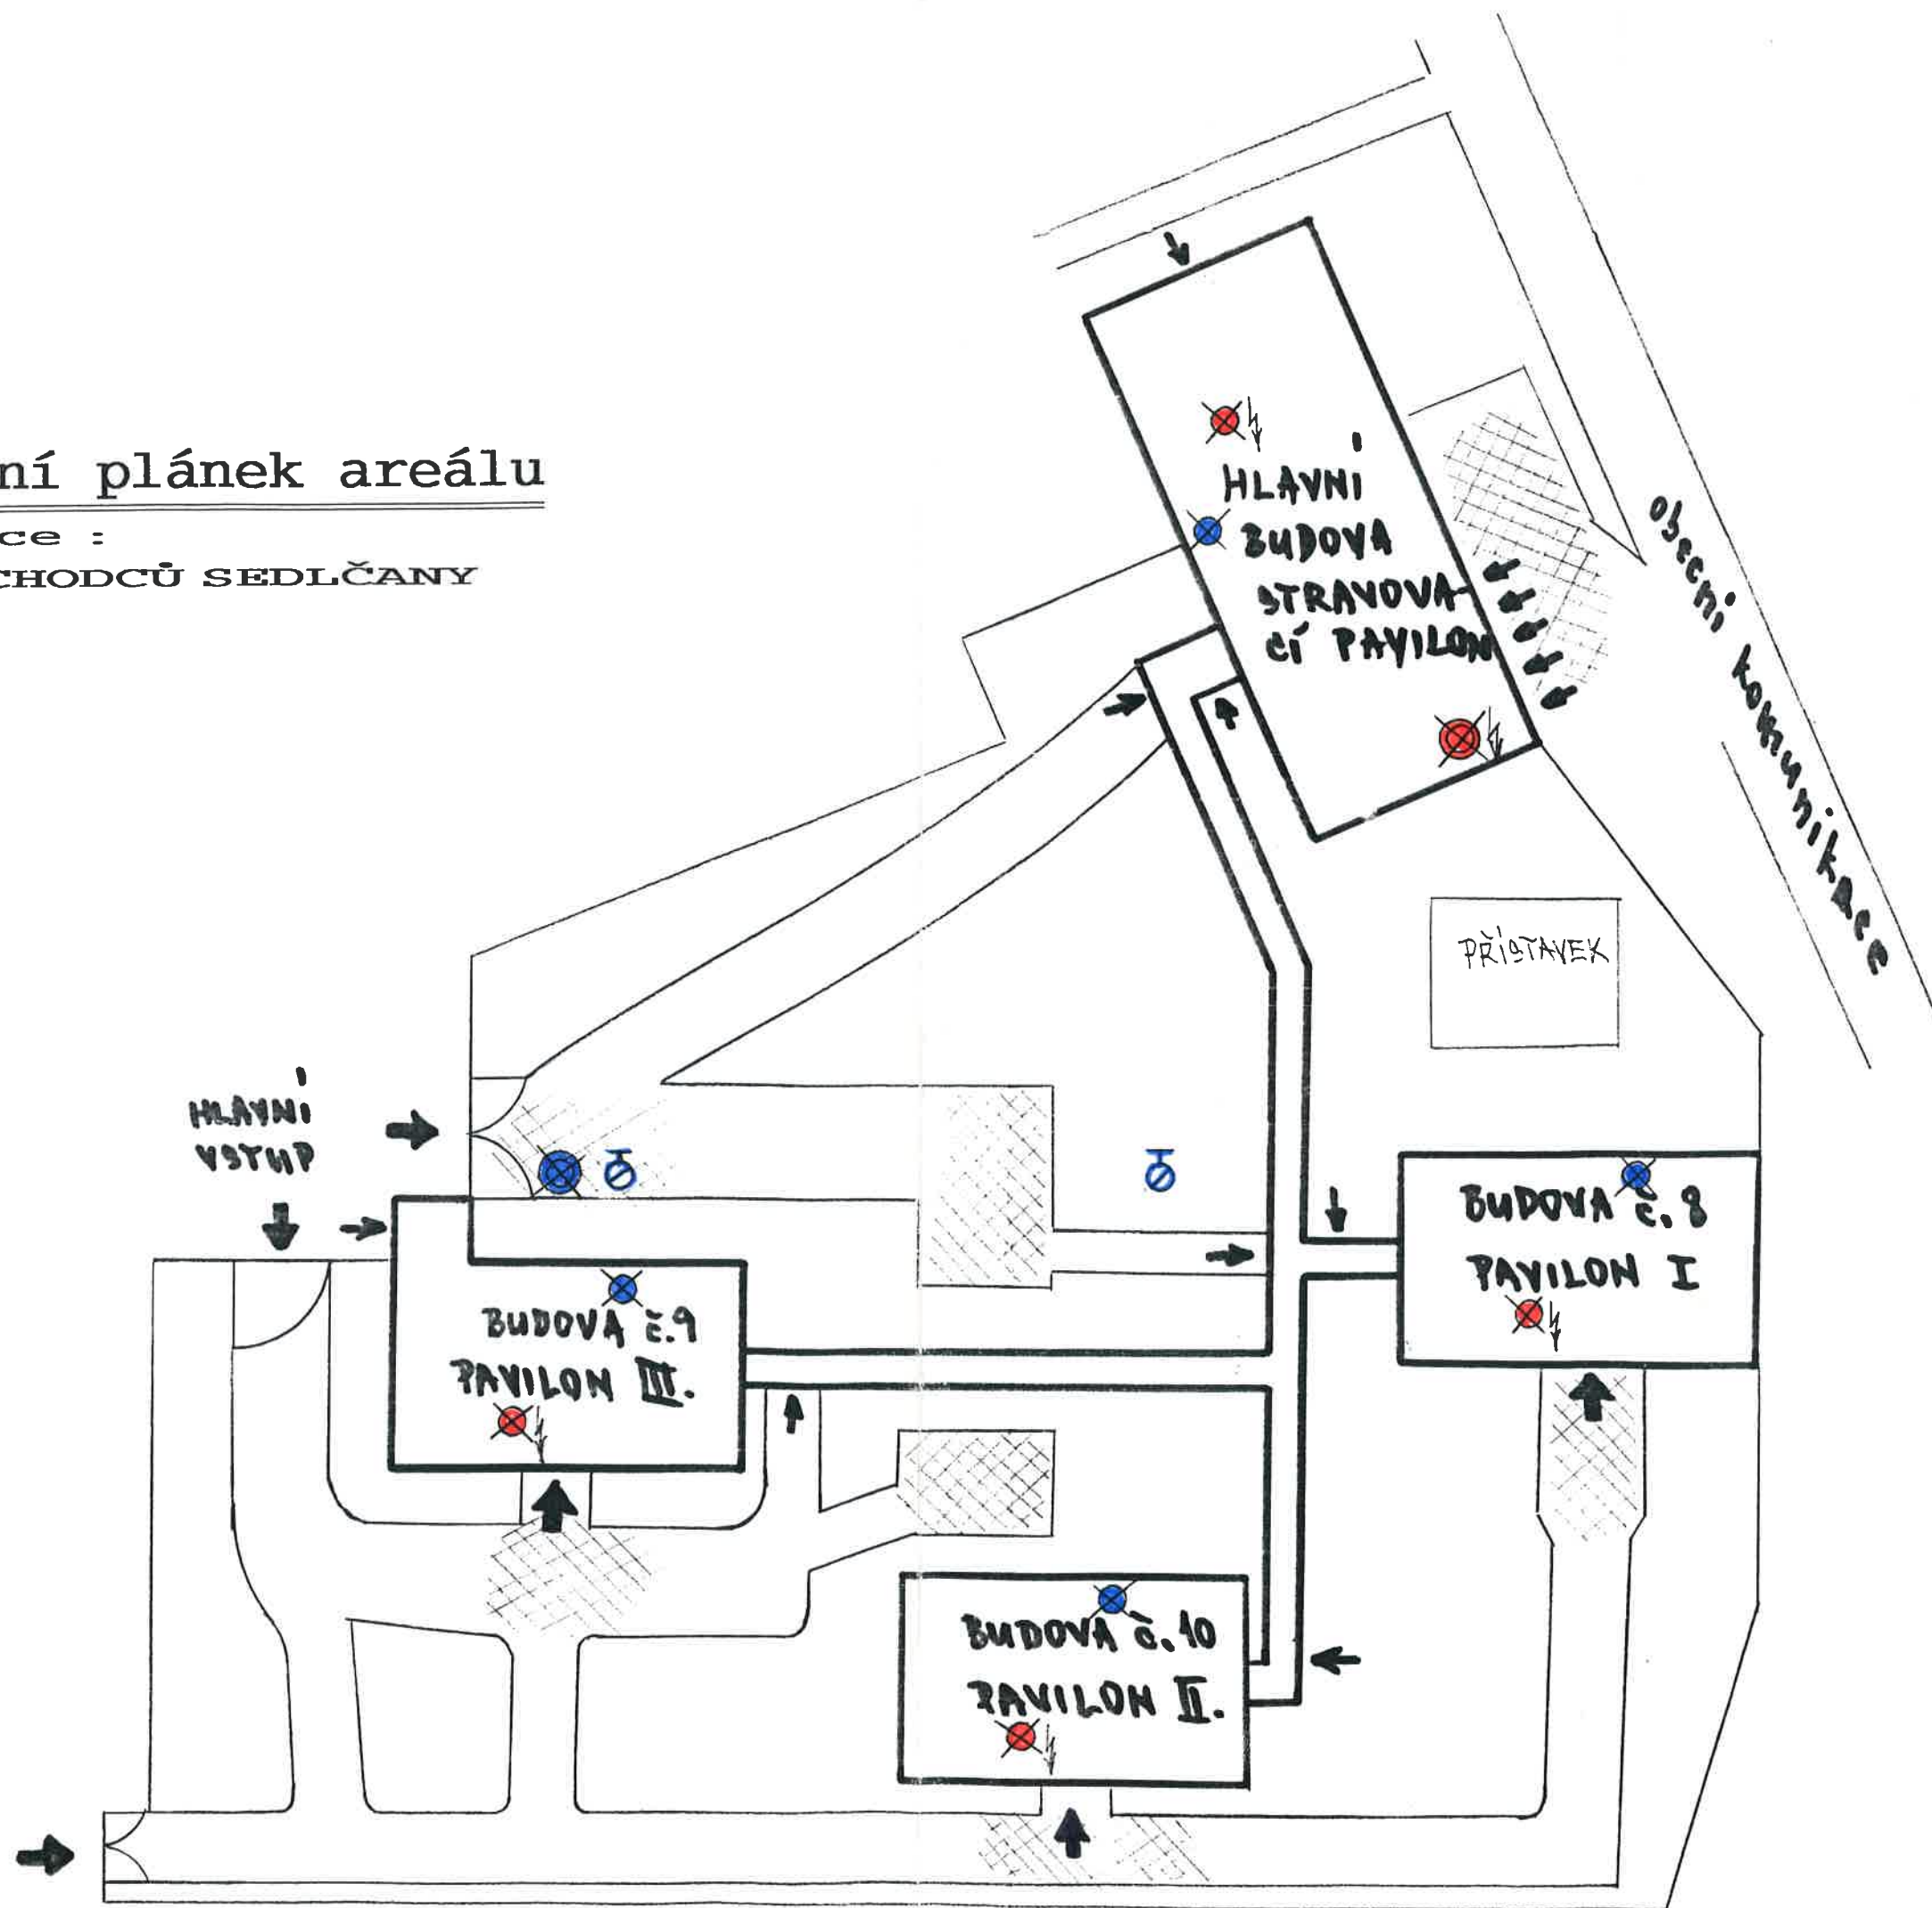 ní plánek areálu
ce :
CHODCŮ SEDLČANY
HLAVNÍ
BUDOVA
STRAVOVA-
CÍ PAVILON
obecní komunikace
PŘÍSTAVEK
HLAVNÍ
VSTUP
BUDOVA č. 8
PAVILON I
BUDOVA č.9
PAVILON III.
BUDOVA č.10
PAVILON II.